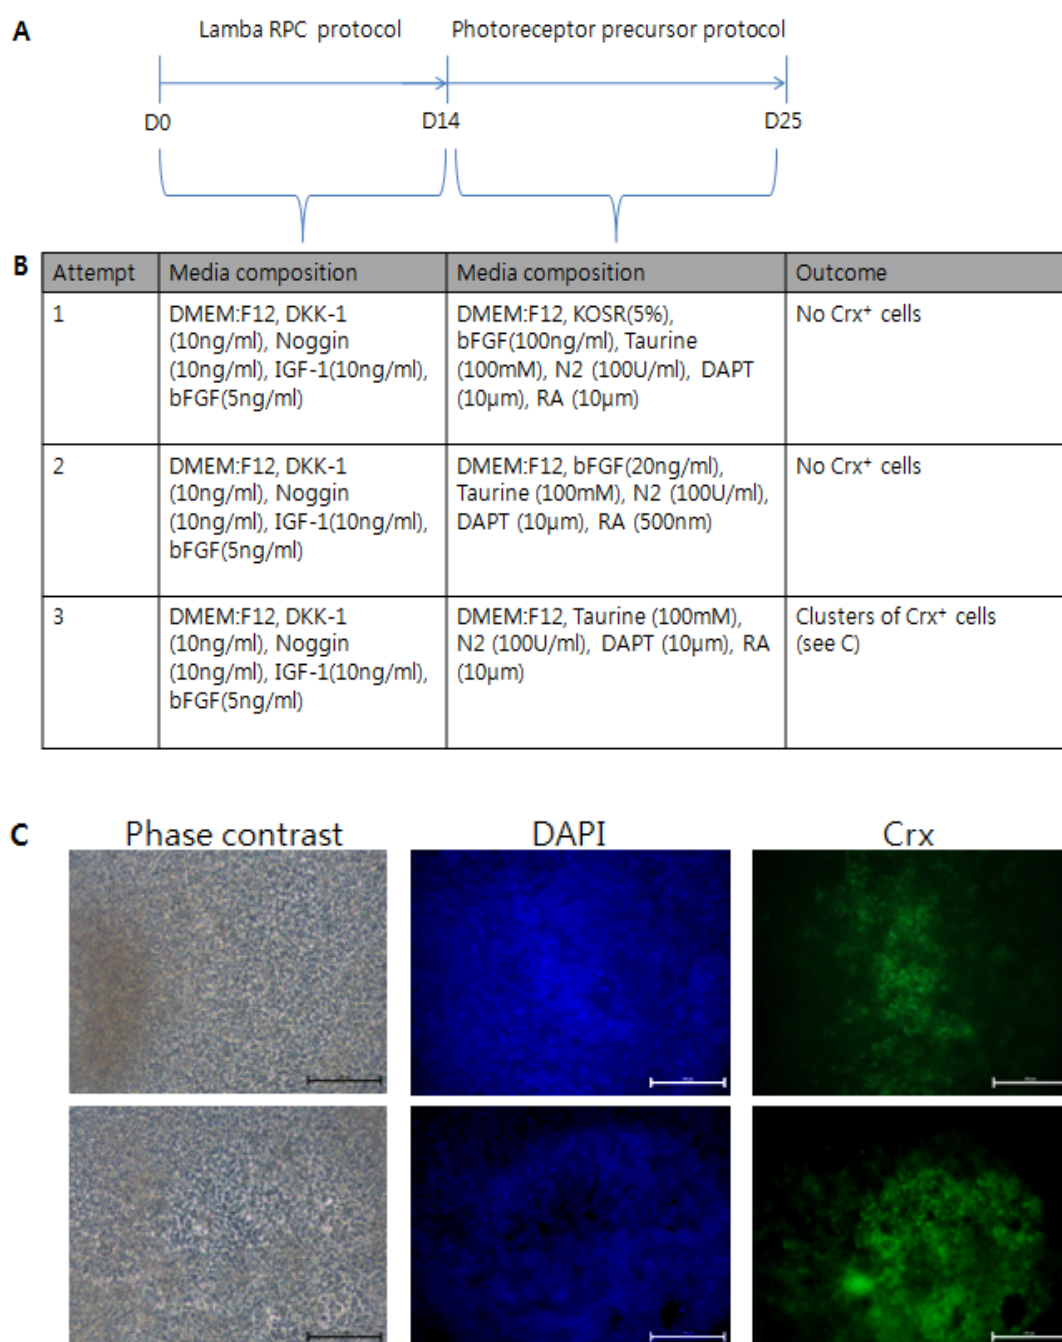 A
Lamba RPC protocol
Photoreceptor precursor protocol
D0
D14
D25
B
Attempt
Media composition
Media composition
Outcome
1
DMEM:F12, DKK-1
(10ng/ml), Noggin
(10ng/ml), IGF-1(10ng/ml),
bFGF(5ng/ml)
DMEM:F12, KOSR(5%),
bFGF(100ng/ml), Taurine
(100mM), N2 (100U/ml), DAPT
(10µm), RA (10µm)
No Crx⁺ cells
2
DMEM:F12, DKK-1
(10ng/ml), Noggin
(10ng/ml), IGF-1(10ng/ml),
bFGF(5ng/ml)
DMEM:F12, bFGF(20ng/ml),
Taurine (100mM), N2 (100U/ml),
DAPT (10µm), RA (500nm)
No Crx⁺ cells
3
DMEM:F12, DKK-1
(10ng/ml), Noggin
(10ng/ml), IGF-1(10ng/ml),
bFGF(5ng/ml)
DMEM:F12, Taurine (100mM),
N2 (100U/ml), DAPT (10µm), RA
(10µm)
Clusters of Crx⁺ cells
(see C)
C
Phase contrast
DAPI
Crx